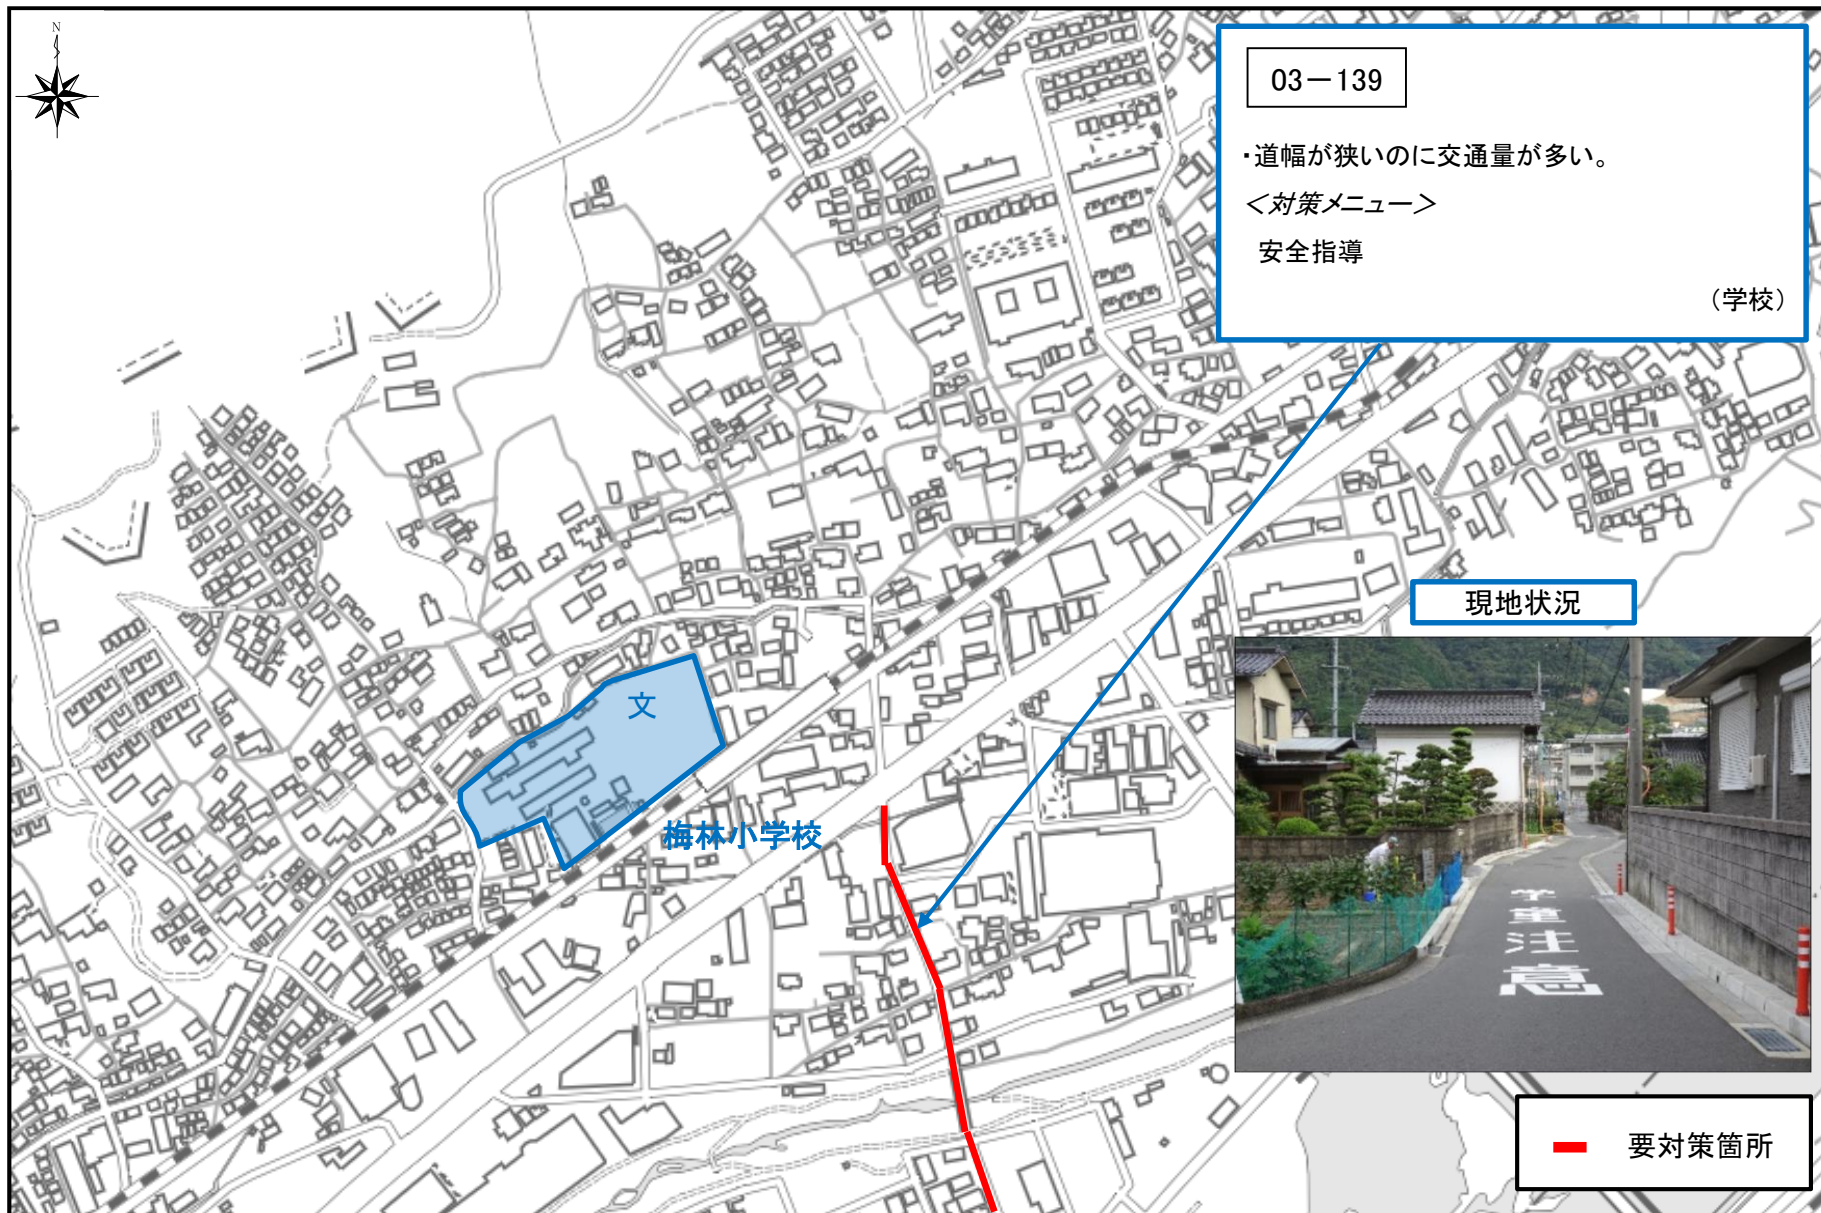 N
03－139
・道幅が狭いのに交通量が多い。
＜対策メニュー＞
安全指導
（学校）
現地状況
文
梅林小学校
学童注意
要対策箇所